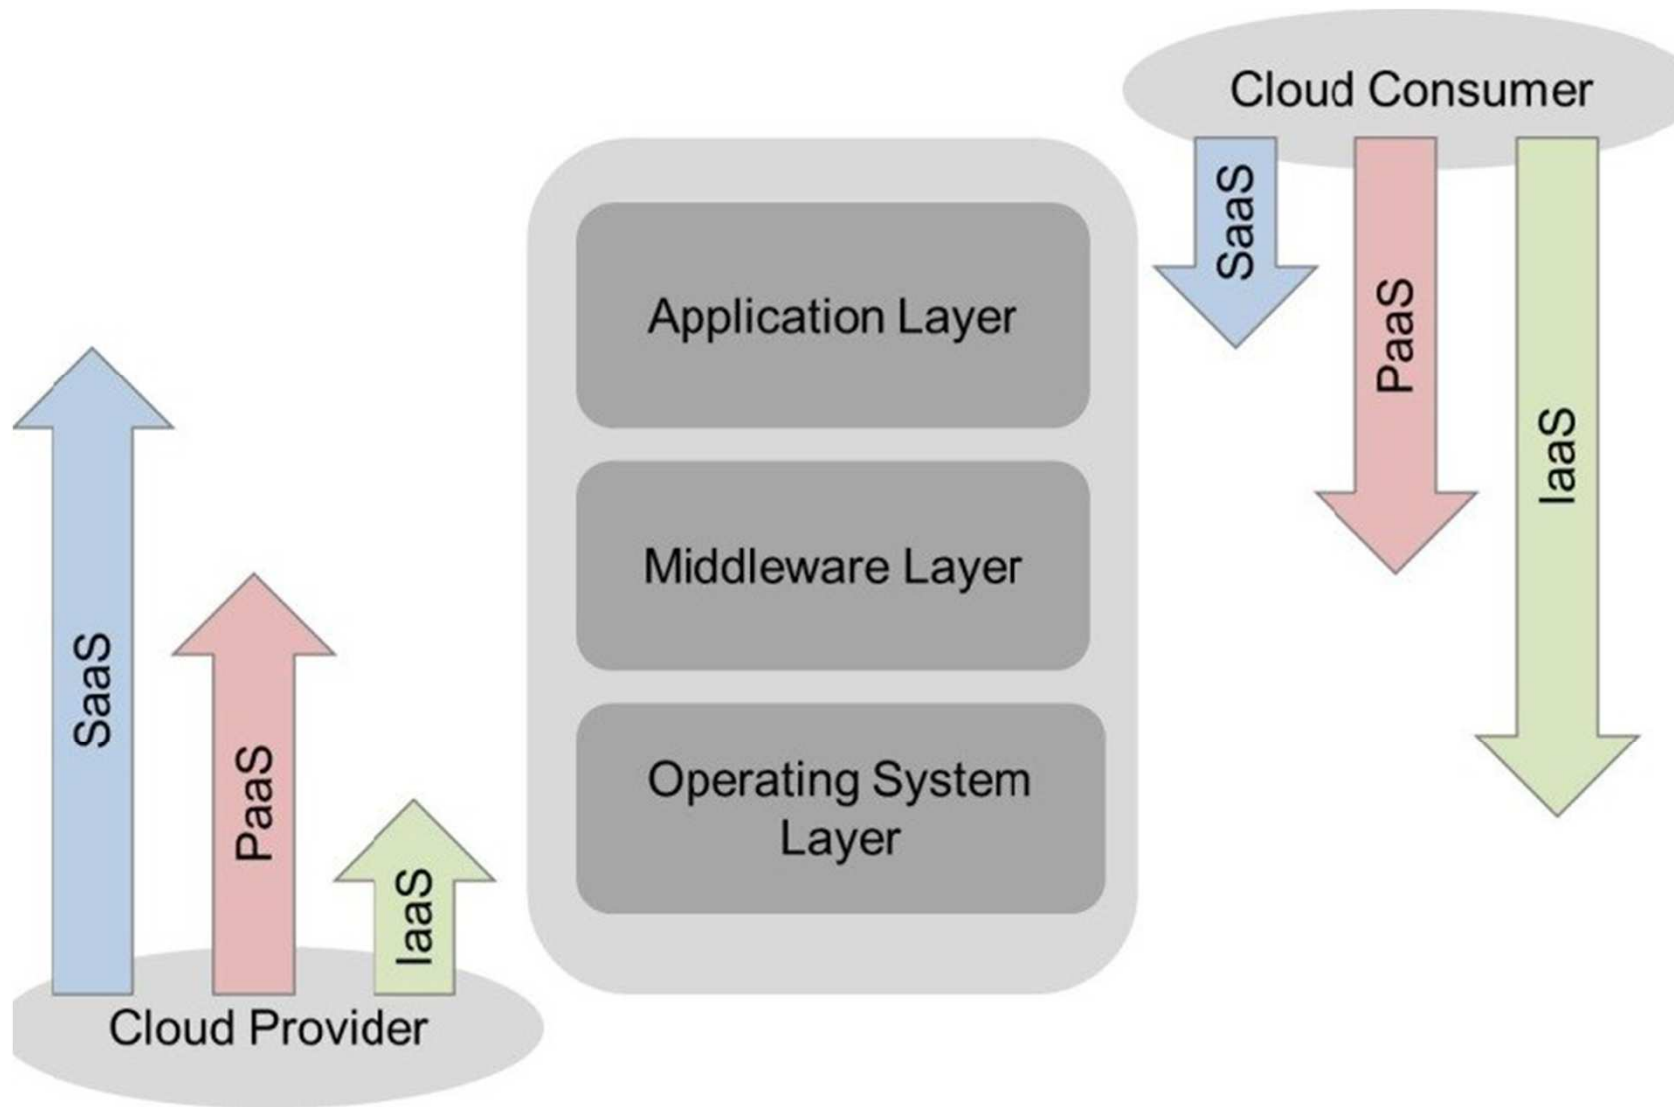 Cloud Consumer
SaaS
PaaS
IaaS
Application Layer
Middleware Layer
Operating System
Layer
SaaS
PaaS
IaaS
Cloud Provider